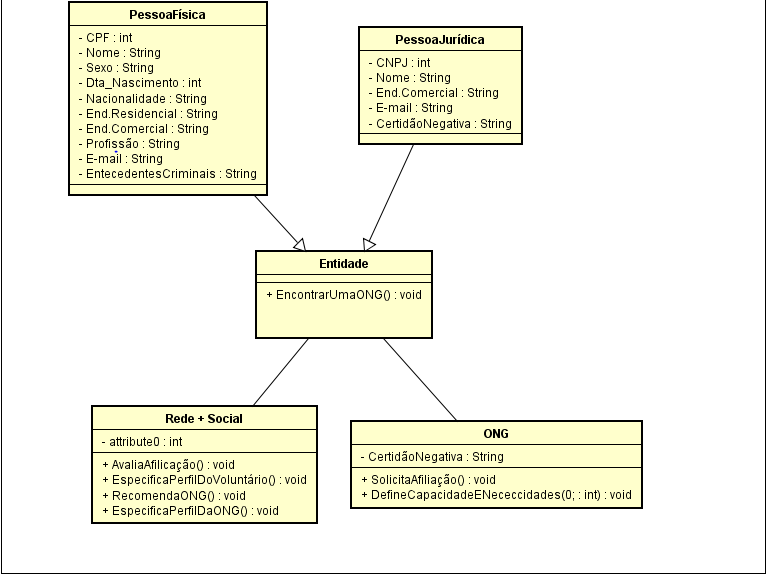 PessoaFísica
- CPF : int
- Nome : String
- Sexo : String
- Dta_Nascimento : int
- Nacionalidade : String
- End.Residencial : String
- End.Comercial : String
- Profissão : String
- E-mail : String
- EntecedentesCriminais : String
PessoaJurídica
- CNPJ : int
- Nome : String
- End.Comercial : String
- E-mail : String
- CertidãoNegativa : String
Entidade
+ EncontrarUmaONG() : void
Rede + Social
- attribute0 : int
+ AvaliaAfilicação() : void
+ EspecificaPerfilDoVoluntário() : void
+ RecomendaONG() : void
+ EspecificaPerfilDaONG() : void
ONG
- CertidãoNegativa : String
+ SolicitaAfiliação() : void
+ DefineCapacidadeENececcidades(0; : int) : void